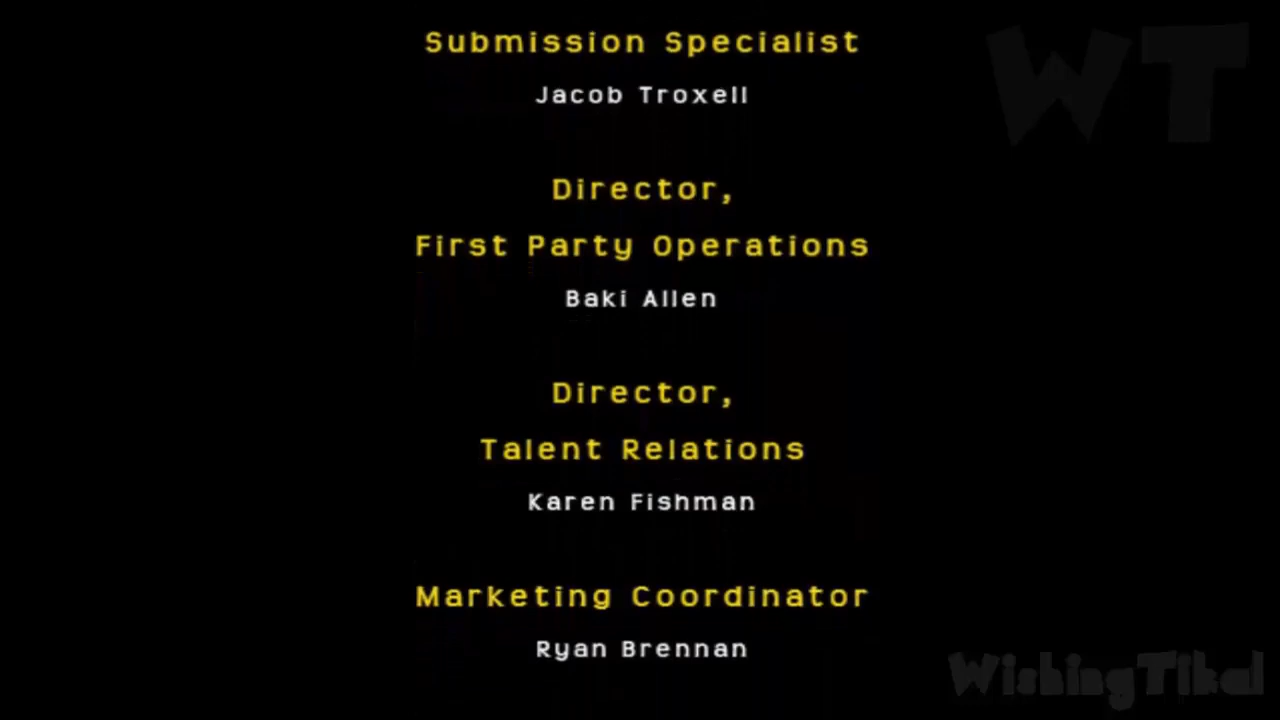 Submission Specialist
Jacob Troxell
WT
Director,
First Party Operations
Baki Allen
Director,
Talent Relations
Karen Fishman
Marketing Coordinator
Ryan Brennan
WishingTikal